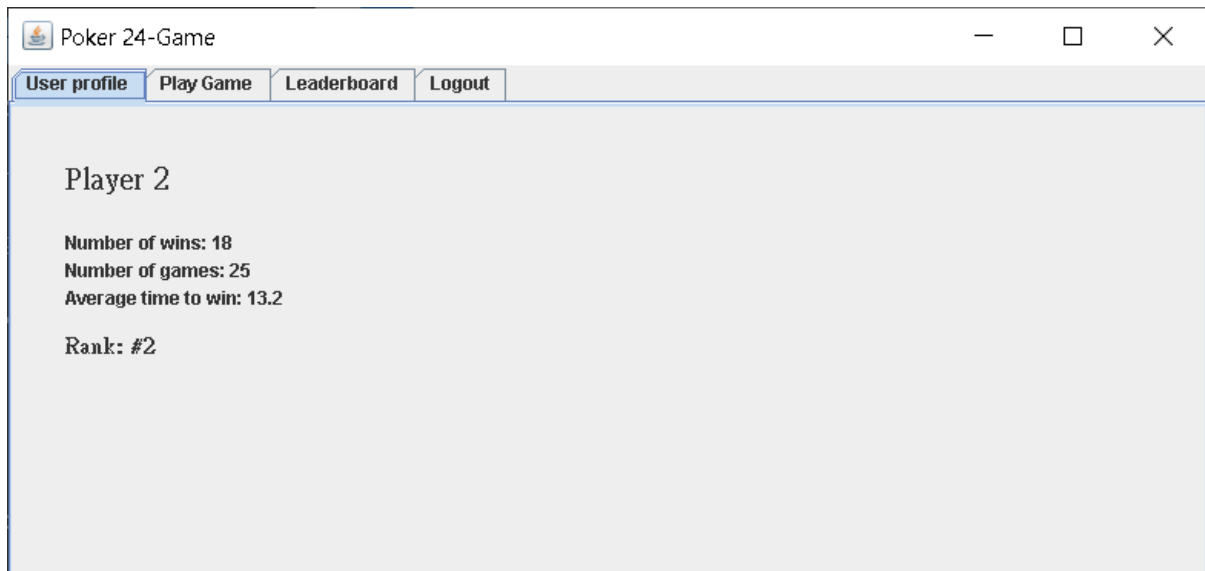 Poker 24-Game
User profile Play Game Leaderboard Logout
Player 2
Number of wins: 18
Number of games: 25
Average time to win: 13.2
Rank: #2